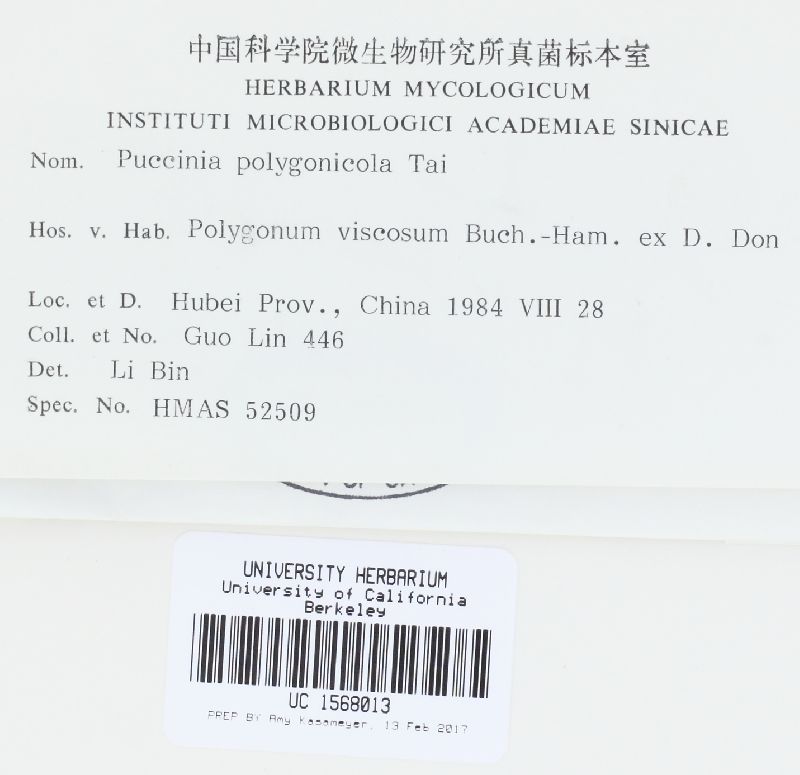 中国科学院微生物研究所真菌标本室
HERBARIUM MYCOLOGICUM
INSTITUTI MICROBIOLOGICI ACADEMIAE SINICAE
Nom. Puccinia polygonicola Tai
Hos. v. Hab. Polygonum viscosum Buch.-Ham. ex D. Don
Loc. et D. Hubei Prov., China 1984 VIII 28
Coll. et No. Guo Lin 446
Det. Li Bin
Spec. No. HMAS 52509
UNIVERSITY HERBARIUM
University of California
Berkeley
UC 1568013
PREP BY Amy Kasameyer, 13 Feb 2017